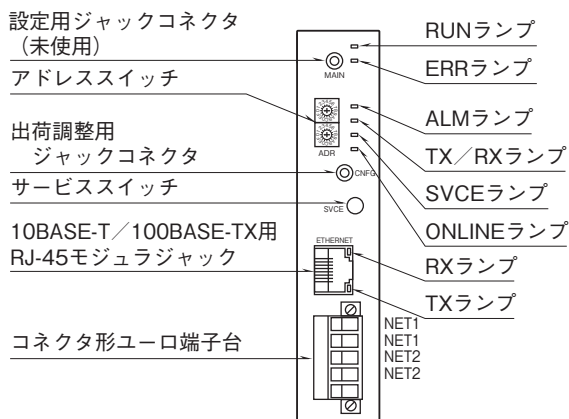 設定用ジャックコネクタ
（未使用）
アドレススイッチ
出荷調整用
ジャックコネクタ
サービススイッチ
10BASE-T／100BASE-TX用
RJ-45モジュラジャック
コネクタ形ユーロ端子台
MAIN
ADR
CNFG
SVCE
ETHERNET
NET1
NET1
NET2
NET2
RUNランプ
ERRランプ
ALMランプ
TX／RXランプ
SVCEランプ
ONLINEランプ
RXランプ
TXランプ